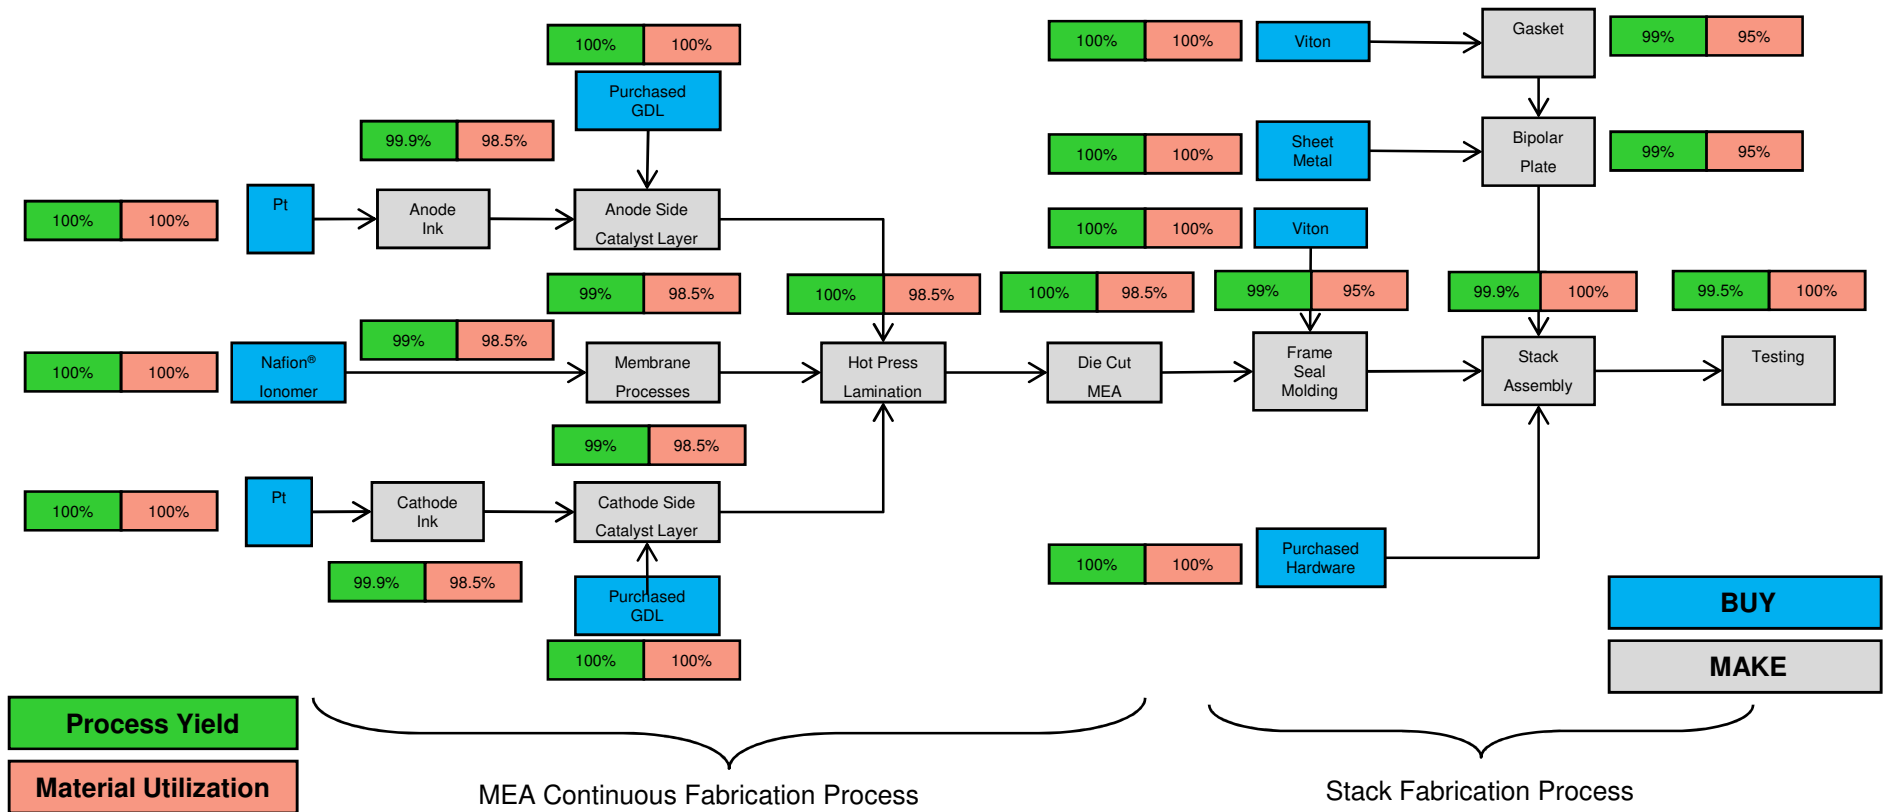 100% 100%
Purchased
GDL
99.9% 98.5%
100% 100%
Pt
Anode
Ink
Anode Side
Catalyst Layer
99% 98.5%
99% 98.5%
100% 100%
Nafion®
Ionomer
Membrane
Processes
100% 98.5%
Hot Press
Lamination
100% 98.5%
Die Cut
MEA
99% 98.5%
100% 100%
Pt
Cathode
Ink
Cathode Side
Catalyst Layer
99.9% 98.5%
Purchased
GDL
100% 100%
100% 100%
Viton
Gasket
99% 95%
100% 100%
Sheet
Metal
Bipolar
Plate
99% 95%
100% 100%
Viton
99% 95%
Frame
Seal
Molding
99.9% 100%
Stack
Assembly
99.5% 100%
Testing
100% 100%
Purchased
Hardware
BUY
MAKE
Process Yield
Material Utilization
MEA Continuous Fabrication Process
Stack Fabrication Process